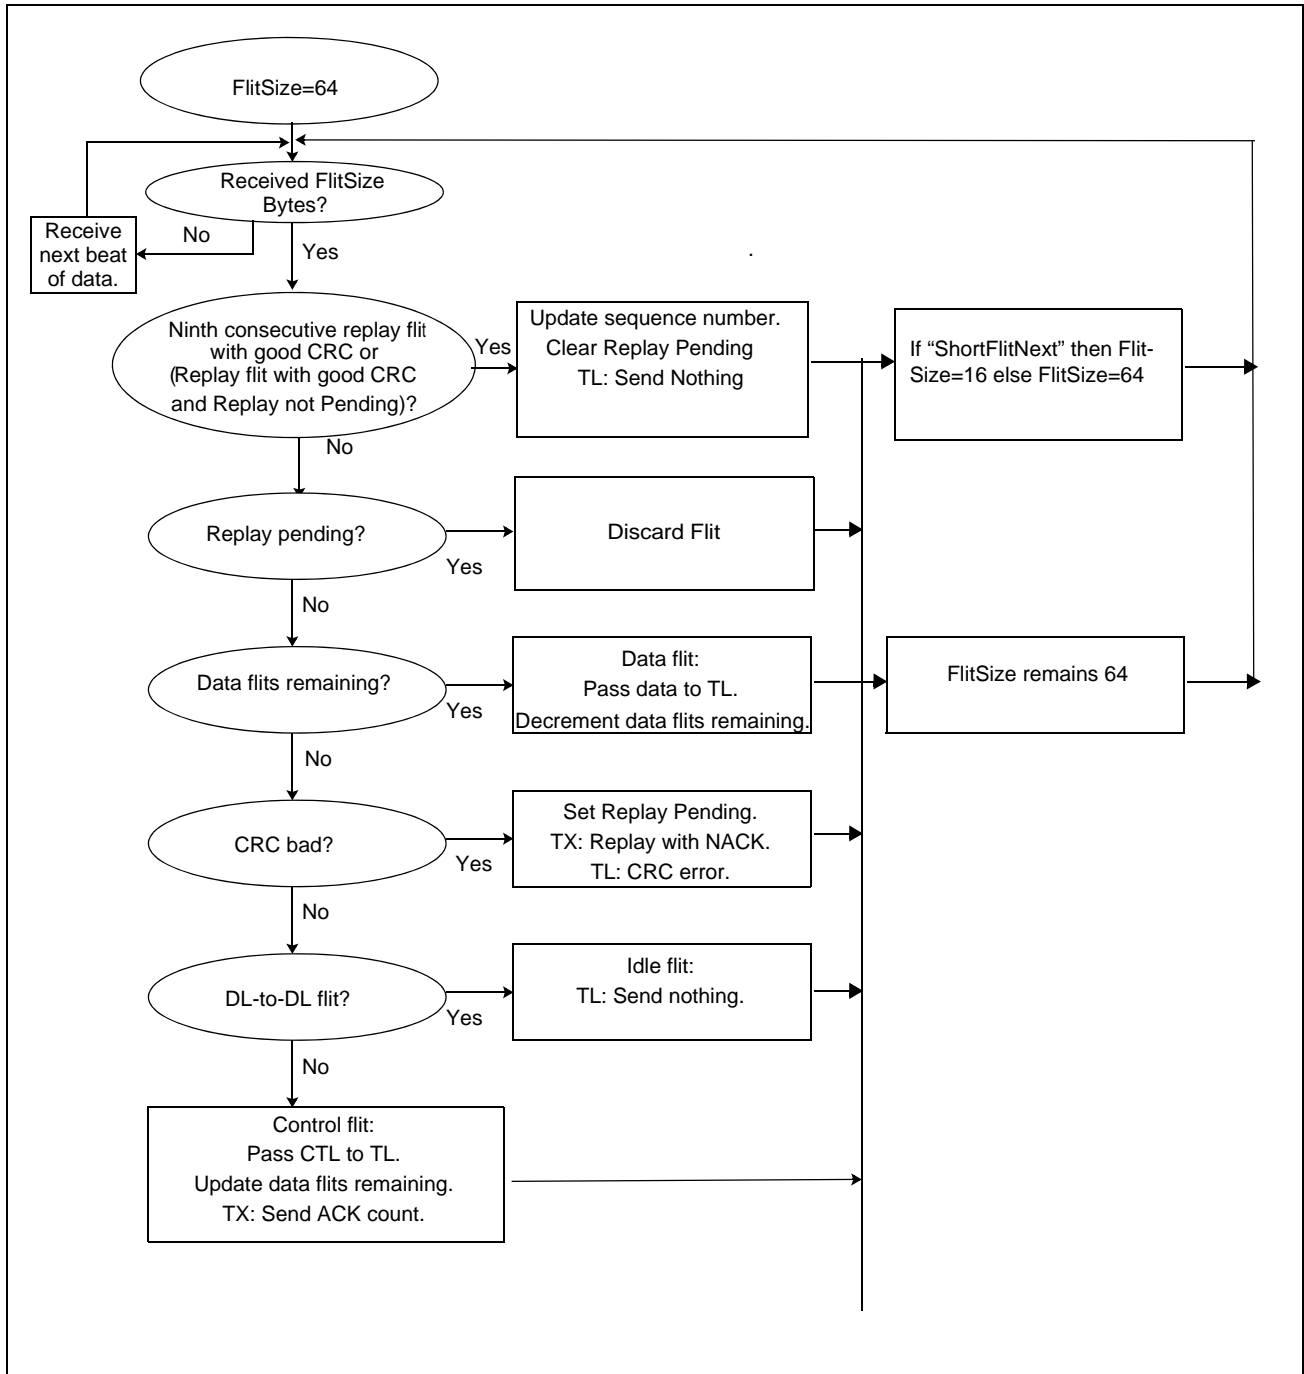 FlitSize=64
Received FlitSize
Bytes?
No
Receive
next beat
of data.
Yes
.
Ninth consecutive replay flit
with good CRC or
(Replay flit with good CRC
and Replay not Pending)?
Yes
Update sequence number.
Clear Replay Pending
TL: Send Nothing
If “ShortFlitNext” then Flit-
Size=16 else FlitSize=64
No
Replay pending?
Yes
Discard Flit
No
Data flits remaining?
Yes
Data flit:
Pass data to TL.
Decrement data flits remaining.
FlitSize remains 64
No
CRC bad?
Yes
Set Replay Pending.
TX: Replay with NACK.
TL: CRC error.
No
DL-to-DL flit?
Yes
Idle flit:
TL: Send nothing.
No
Control flit:
Pass CTL to TL.
Update data flits remaining.
TX: Send ACK count.